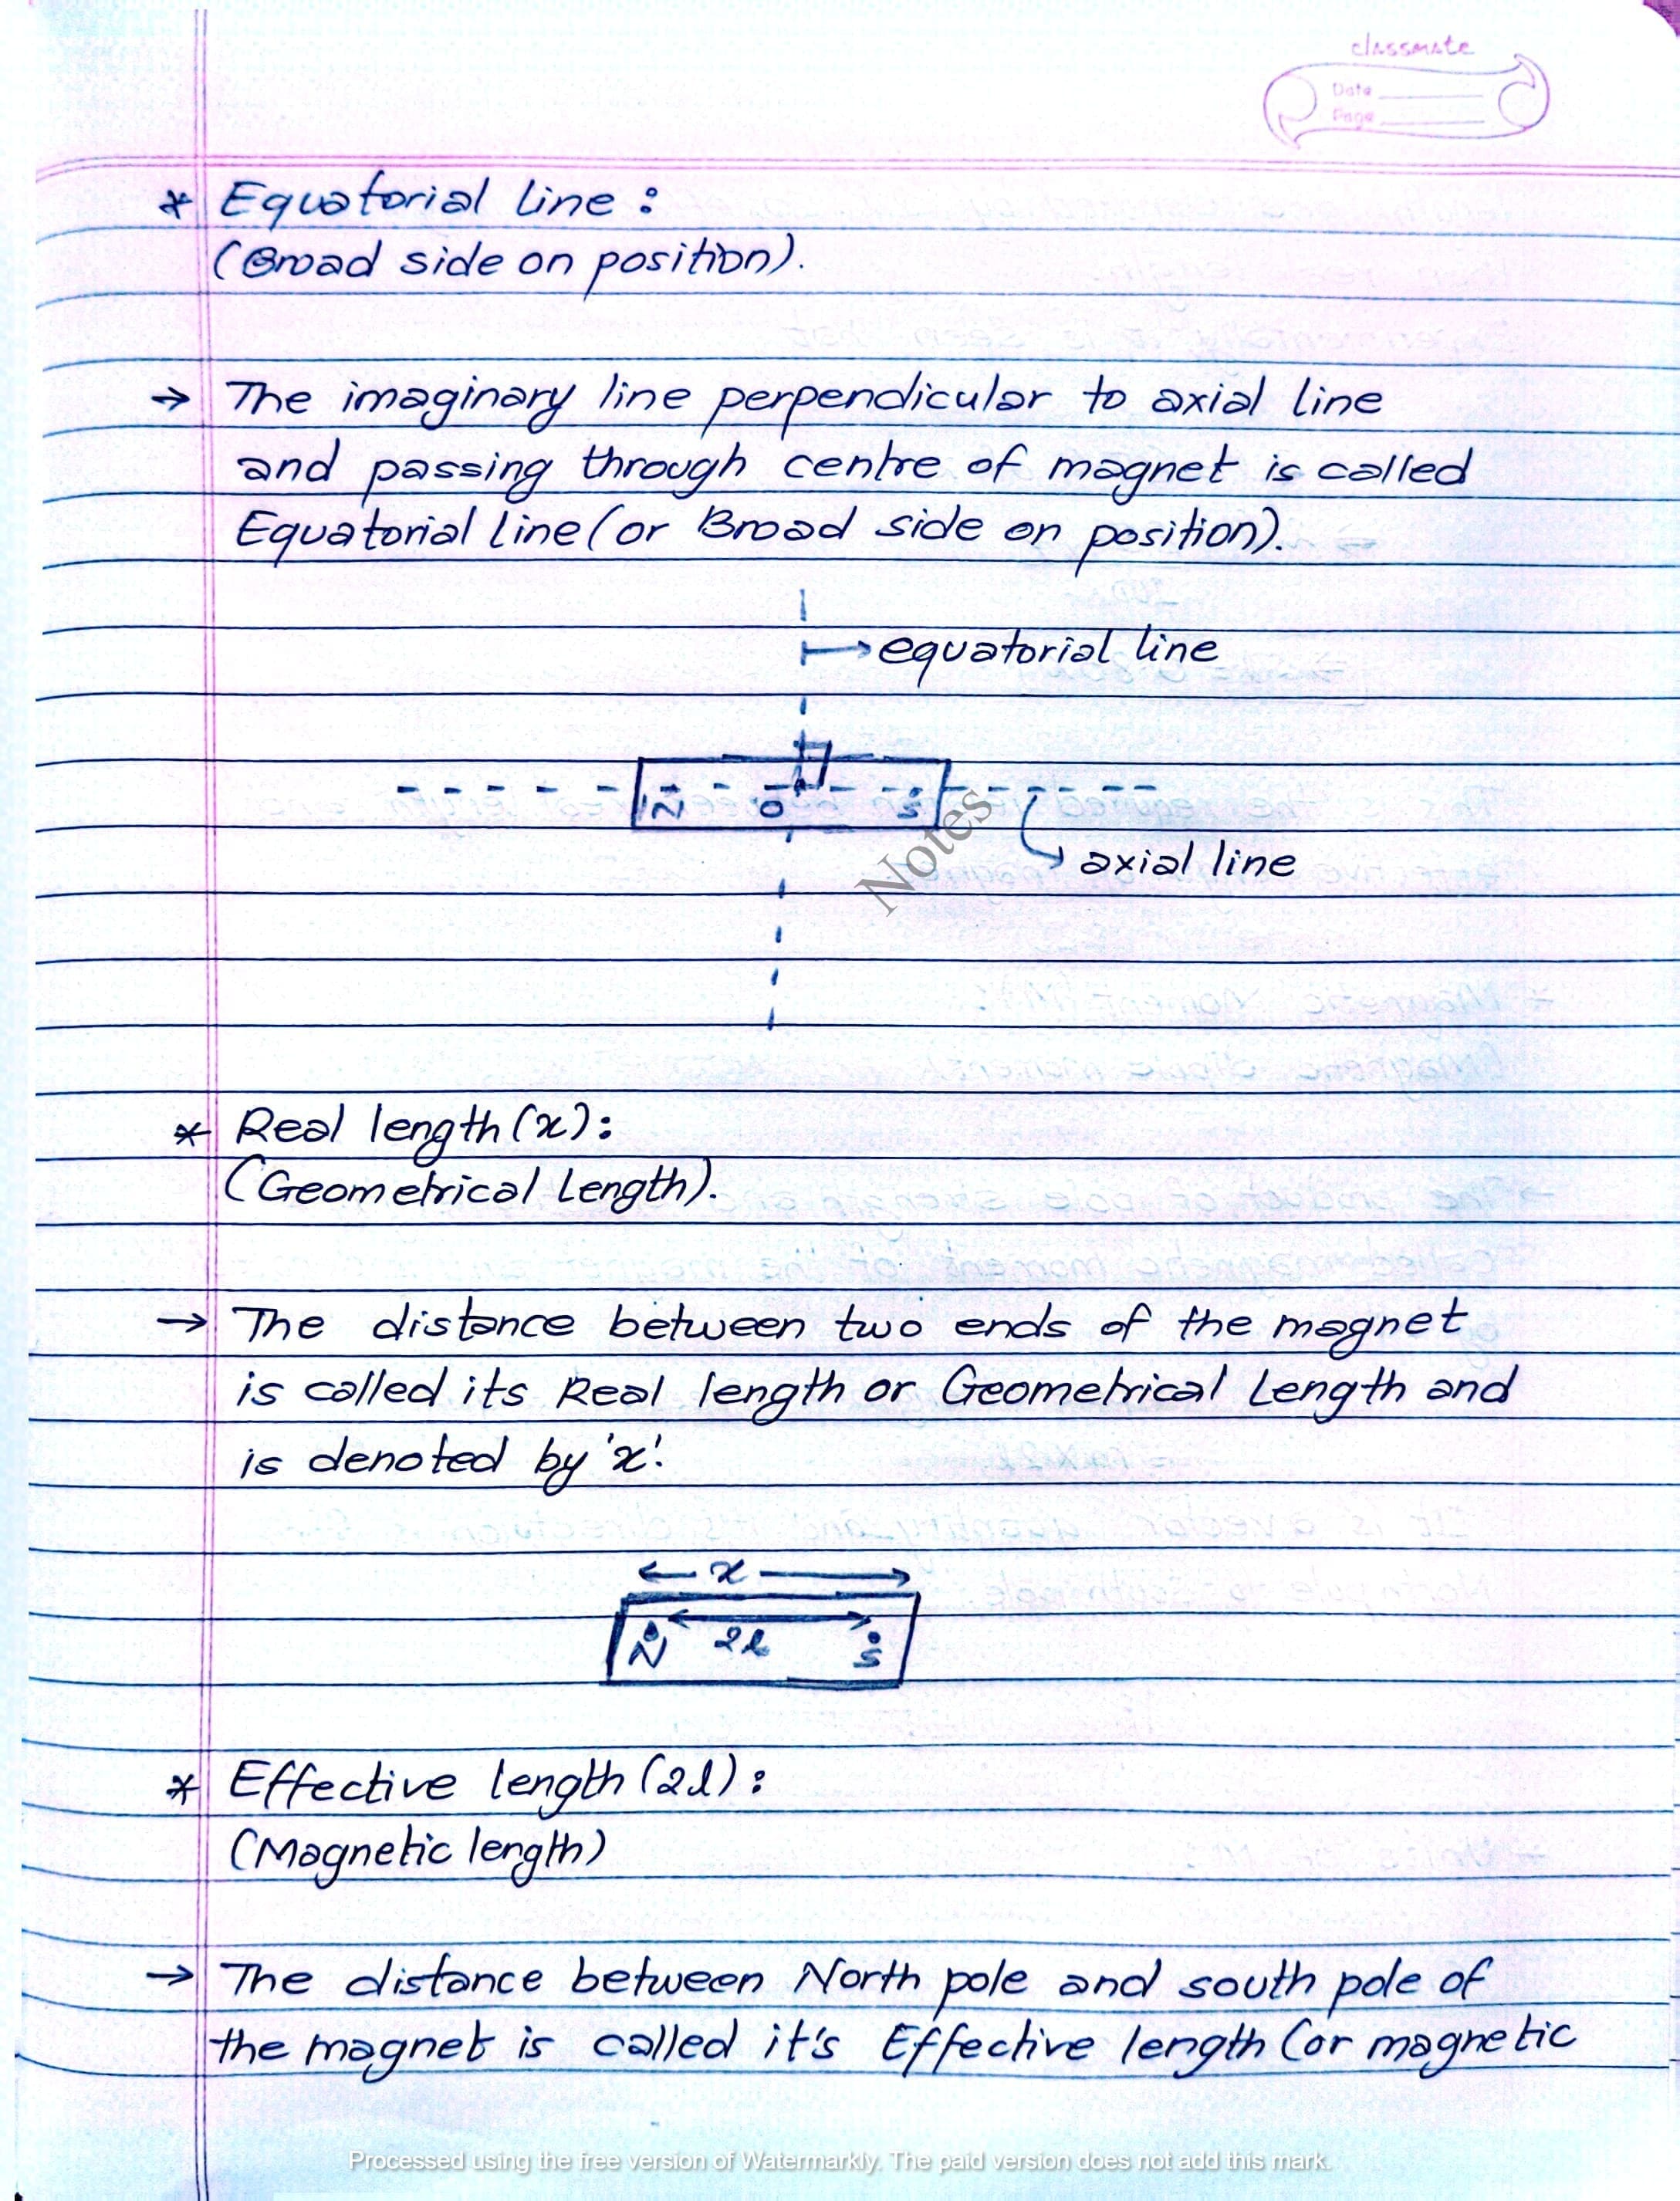 classmate
Date
Page
* Equatorial line :
(Broad side on position).
→ The imaginary line perpendicular to axial line
and passing through centre of magnet is called
Equatorial line (or Broad side on position).
→ equatorial line
N O S
axial line
Notes
* Real length (x) :
(Geometrical Length).
→ The distance between two ends of the magnet
is called its Real length or Geometrical Length and
is denoted by 'x'.
x
N 2l S
* Effective length (2l) :
(Magnetic length)
→ The distance between North pole and south pole of
the magnet is called it's Effective length (or magnetic
Processed using the free version of Watermarkly. The paid version does not add this mark.